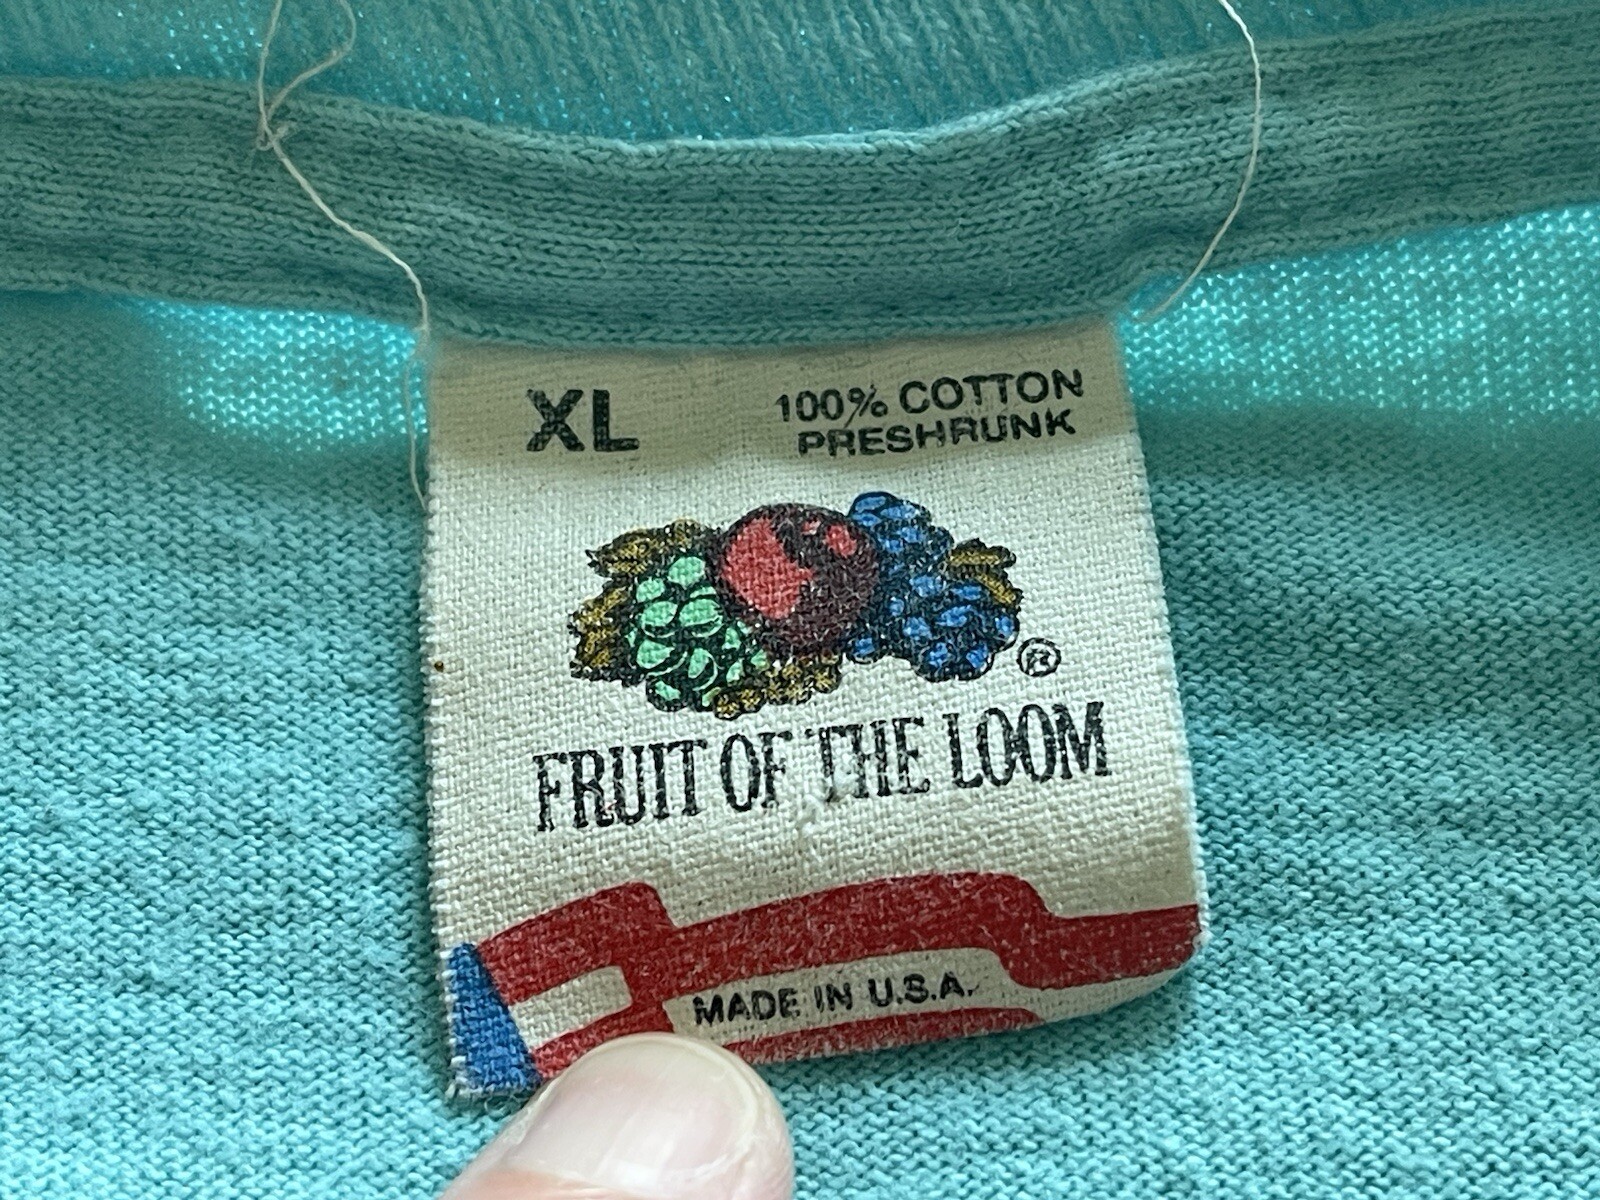 XL
100% COTTON
PRESHRUNK
®
FRUIT OF THE LOOM
MADE IN U.S.A.